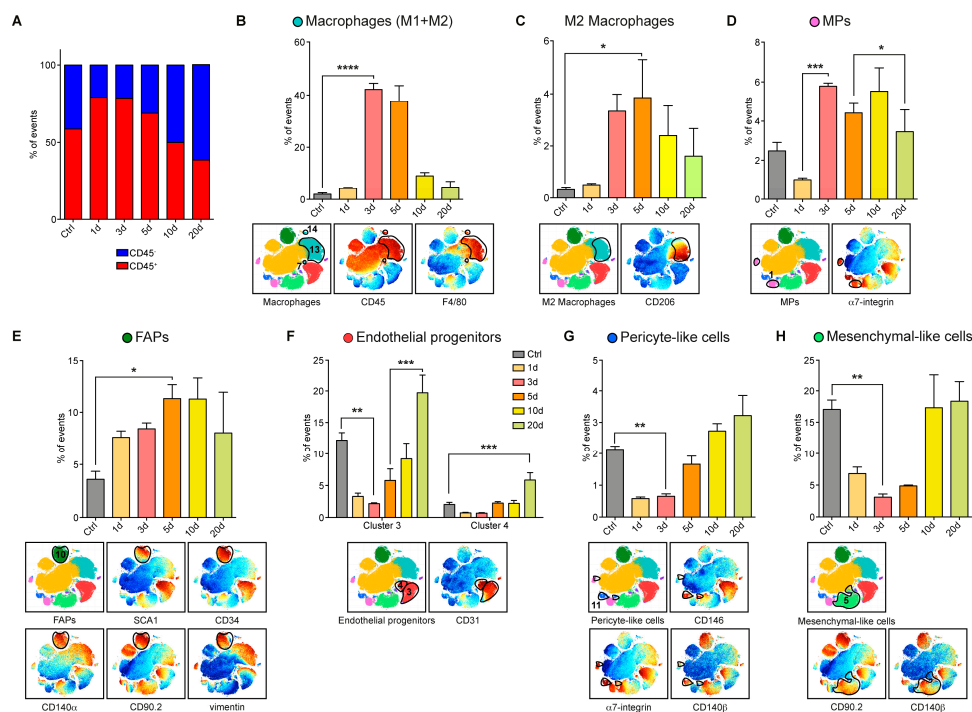 A
B
Macrophages (M1+M2)
C
M2 Macrophages
D
MPs
% of events
100
50
0
Ctrl
1d
3d
5d
10d
20d
CD45-
CD45+
% of events
60
40
20
0
****
Ctrl
1d
3d
5d
10d
20d
14
13
7
Macrophages
CD45
F4/80
6
4
2
0
*
Ctrl
1d
3d
5d
10d
20d
M2 Macrophages
CD206
% of events
8
6
4
2
0
***
*
Ctrl
1d
3d
5d
10d
20d
1
MPs
α7-integrin
E
FAPs
F
Endothelial progenitors
G
Pericyte-like cells
H
Mesenchymal-like cells
% of events
15
10
5
0
*
Ctrl
1d
3d
5d
10d
20d
10
FAPs
SCA1
CD34
CD140α
CD90.2
vimentin
% of events
25
20
15
10
5
0
**
***
***
Ctrl
1d
3d
5d
10d
20d
Cluster 3
Cluster 4
4
3
Endothelial progenitors
CD31
% of events
5
4
3
2
1
0
**
Ctrl
1d
3d
5d
10d
20d
11
Pericyte-like cells
CD146
α7-integrin
CD140β
% of events
25
20
15
10
5
0
**
Ctrl
1d
3d
5d
10d
20d
5
Mesenchymal-like cells
CD90.2
CD140β